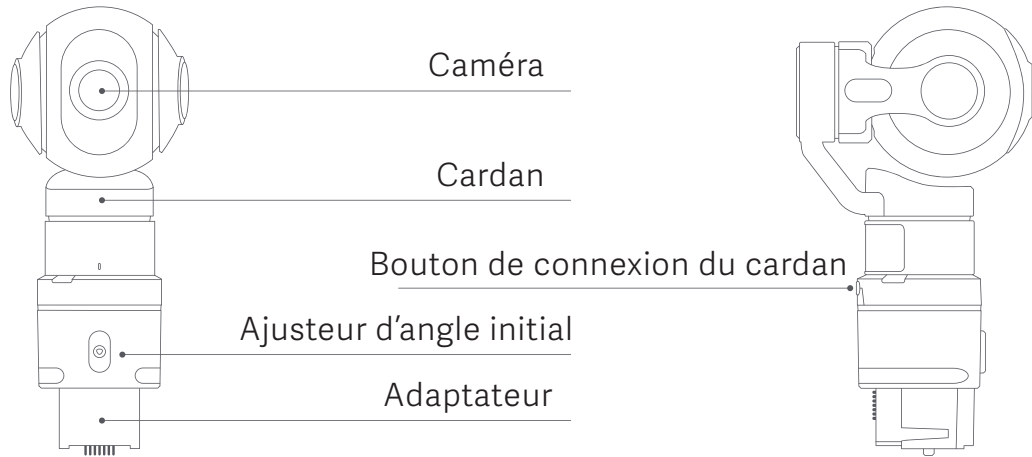 Caméra
Cardan
Bouton de connexion du cardan
Ajusteur d’angle initial
Adaptateur